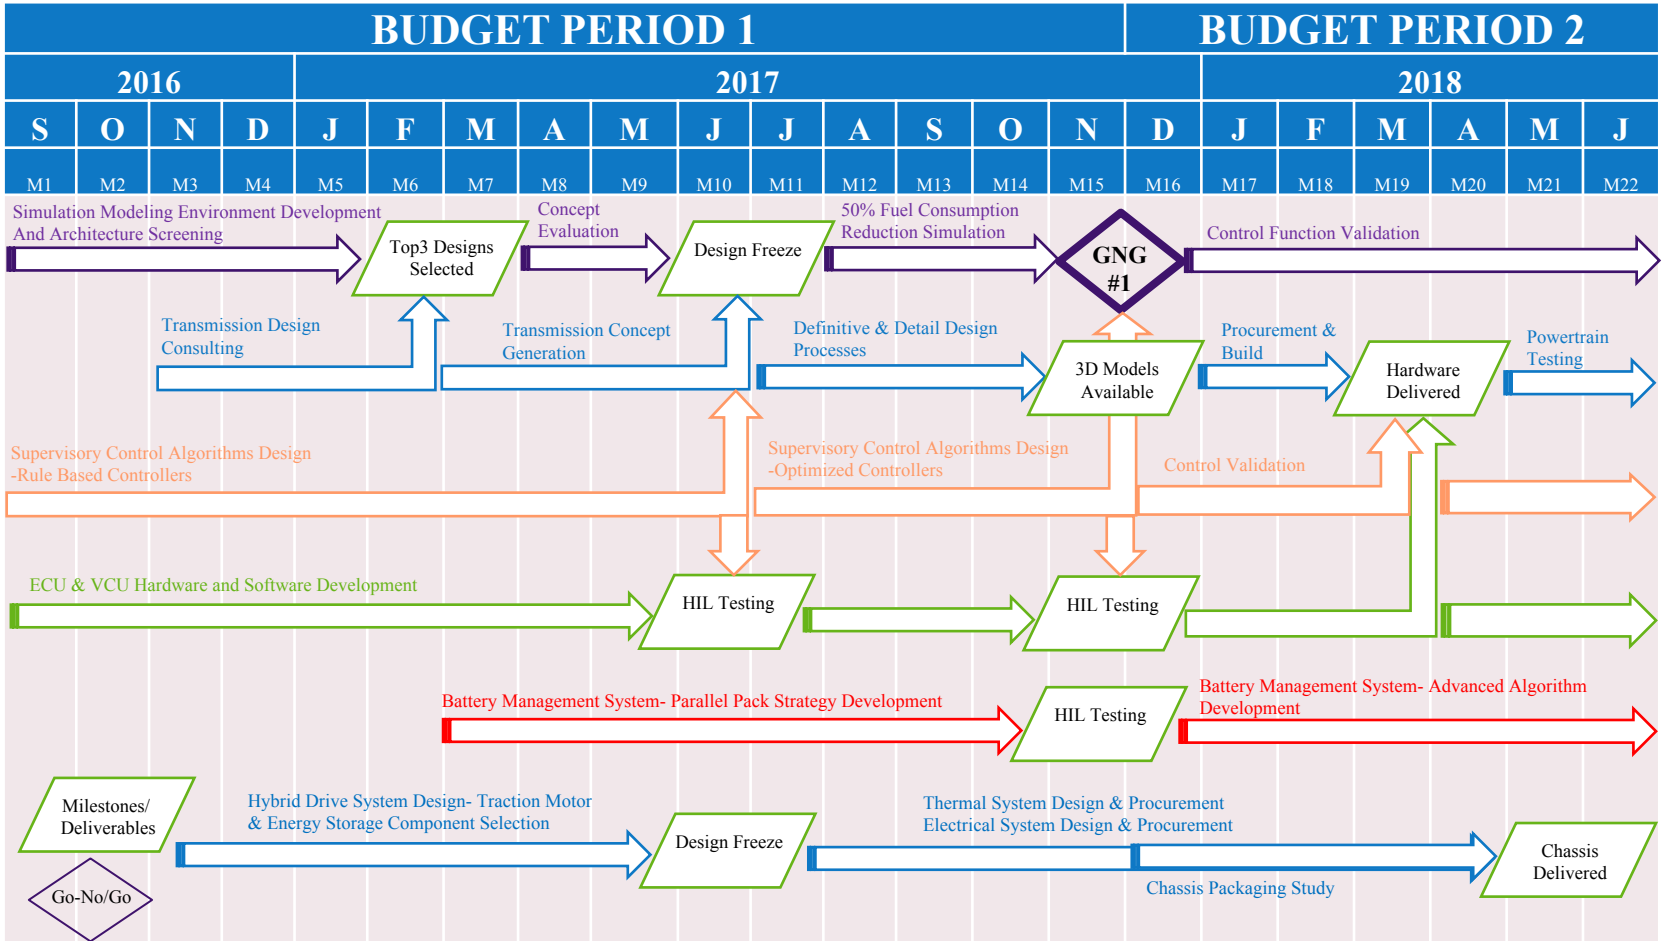 BUDGET PERIOD 1 BUDGET PERIOD 2
2016 2017 2018
S O N D J F M A M J J A S O N D J F M A M J
M1 M2 M3 M4 M5 M6 M7 M8 M9 M10 M11 M12 M13 M14 M15 M16 M17 M18 M19 M20 M21 M22
Simulation Modeling Environment Development
And Architecture Screening
Top3 Designs
Selected
Concept
Evaluation
Design Freeze
50% Fuel Consumption
Reduction Simulation
GNG
#1
Control Function Validation
Transmission Design
Consulting
Transmission Concept
Generation
Definitive & Detail Design
Processes
3D Models
Available
Procurement &
Build
Hardware
Delivered
Powertrain
Testing
Supervisory Control Algorithms Design
-Rule Based Controllers
Supervisory Control Algorithms Design
-Optimized Controllers
Control Validation
ECU & VCU Hardware and Software Development
HIL Testing
HIL Testing
Battery Management System- Parallel Pack Strategy Development
HIL Testing
Battery Management System- Advanced Algorithm
Development
Milestones/
Deliverables
Go-No/Go
Hybrid Drive System Design- Traction Motor
& Energy Storage Component Selection
Design Freeze
Thermal System Design & Procurement
Electrical System Design & Procurement
Chassis Packaging Study
Chassis
Delivered